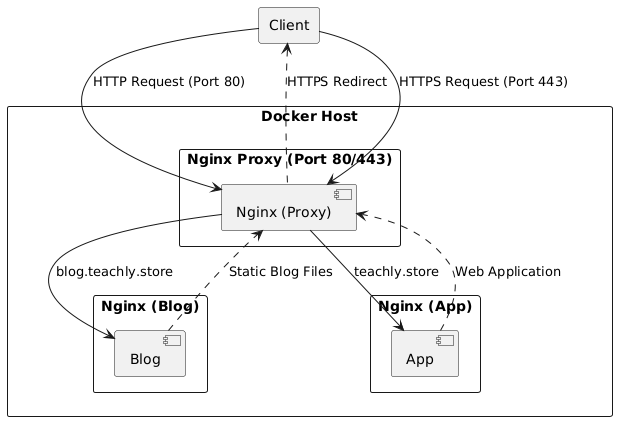 Client
HTTP Request (Port 80)
HTTPS Redirect
HTTPS Request (Port 443)
Docker Host
Nginx Proxy (Port 80/443)
Nginx (Proxy)
blog.teachly.store
Static Blog Files
teachly.store
Web Application
Nginx (Blog)
Nginx (App)
Blog
App